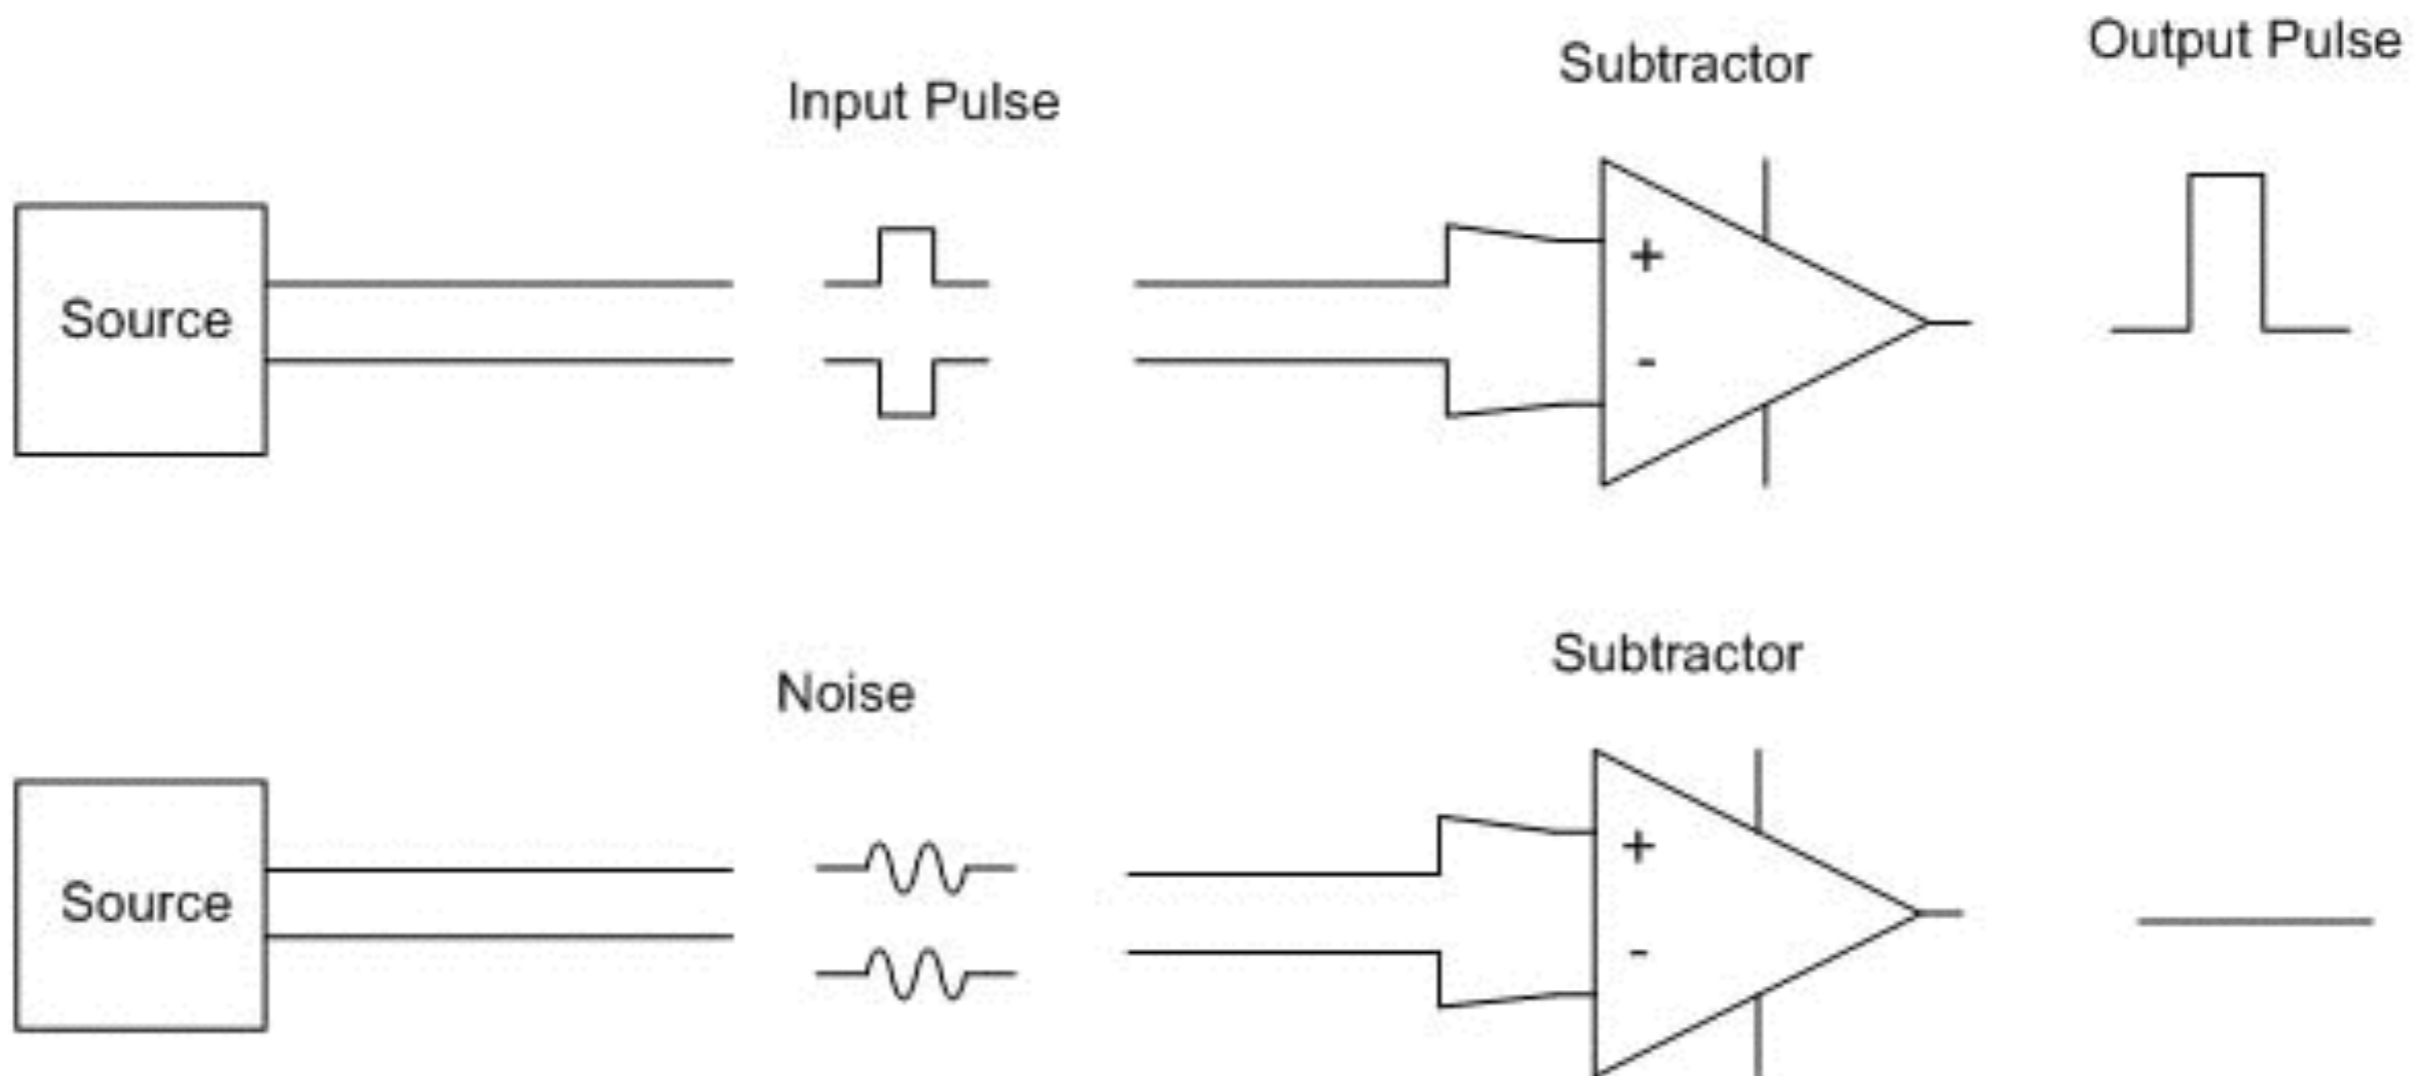 Output Pulse
Subtractor
Input Pulse
Source
+
-
Subtractor
Noise
Source
+
-